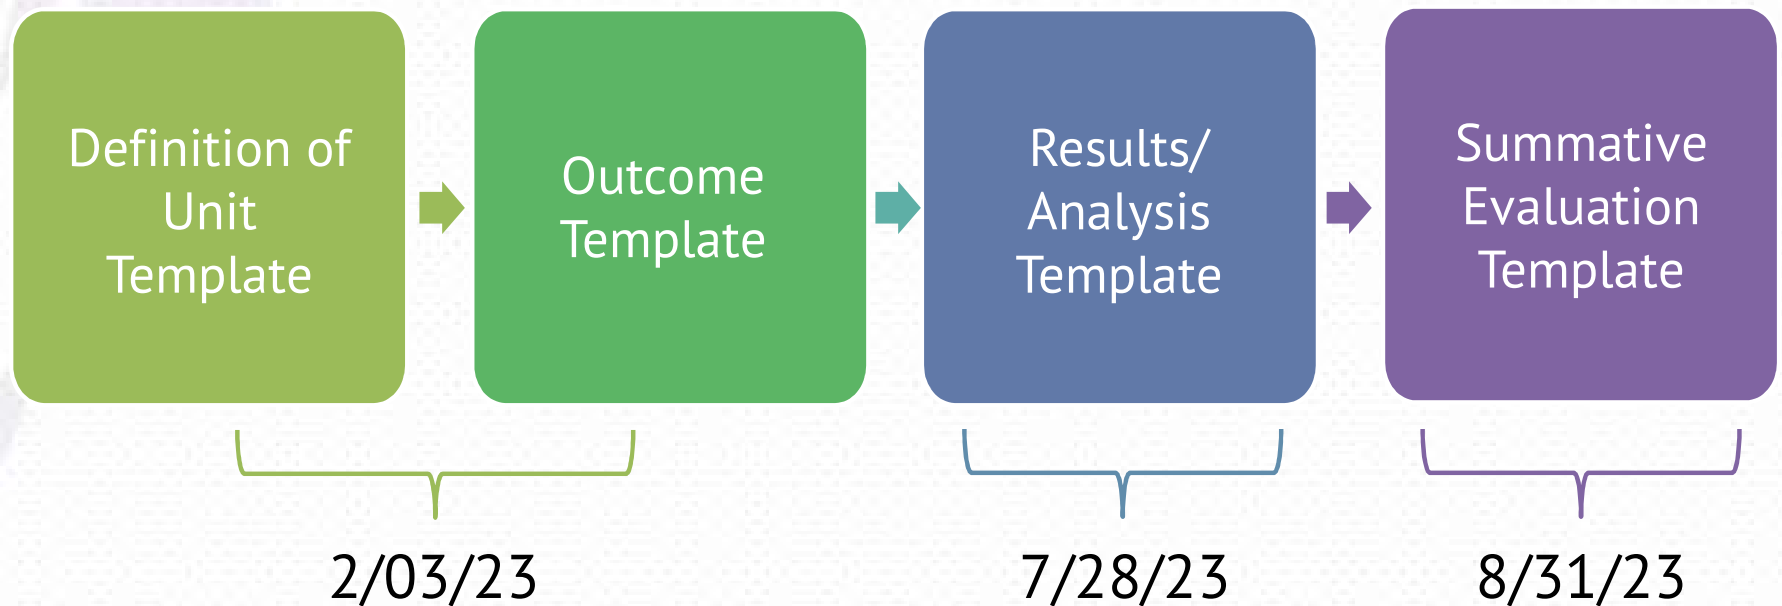 Definition of
Unit
Template
Outcome
Template
Results/
Analysis
Template
Summative
Evaluation
Template
2/03/23
7/28/23
8/31/23